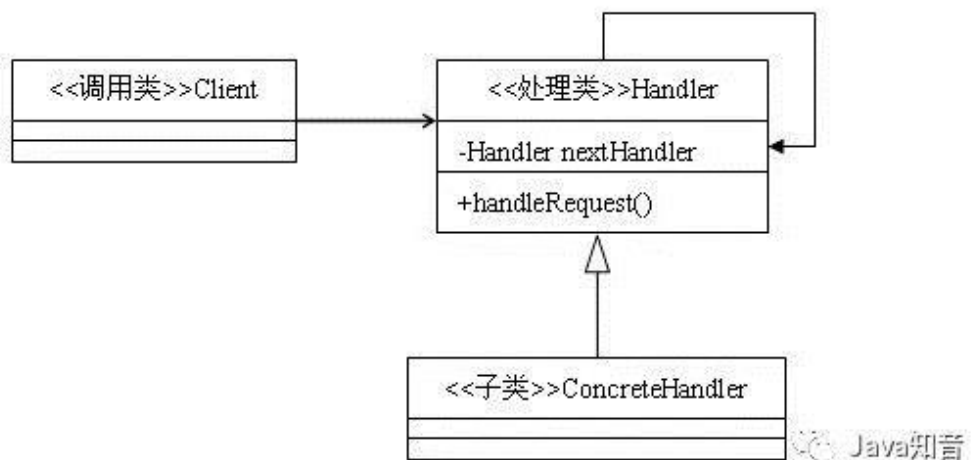 <<调用类>>Client
<<处理类>>Handler
-Handler nextHandler
+handleRequest()
<<子类>>ConcreteHandler
Java知音